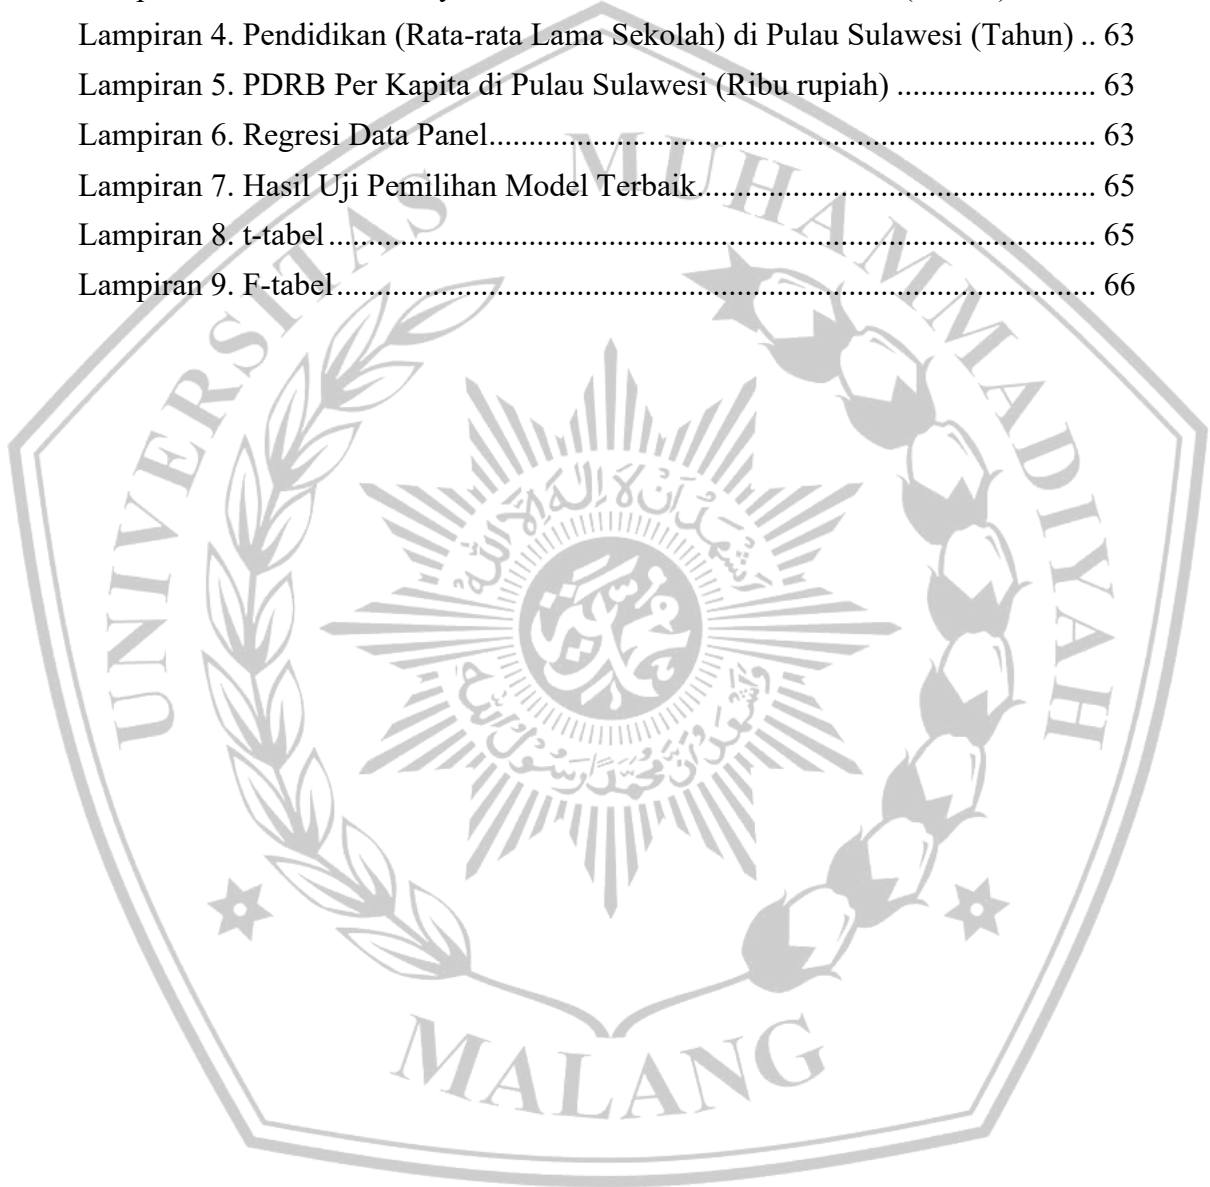 Lampiran 4. Pendidikan (Rata-rata Lama Sekolah) di Pulau Sulawesi (Tahun) .. 63
Lampiran 5. PDRB Per Kapita di Pulau Sulawesi (Ribu rupiah) ......................... 63
Lampiran 6. Regresi Data Panel............................................................................. 63
Lampiran 7. Hasil Uji Pemilihan Model Terbaik.................................................. 65
Lampiran 8. t-tabel ................................................................................................. 65
Lampiran 9. F-tabel................................................................................................ 66
UNIVERSITAS MUHAMMADIYAH
MALANG